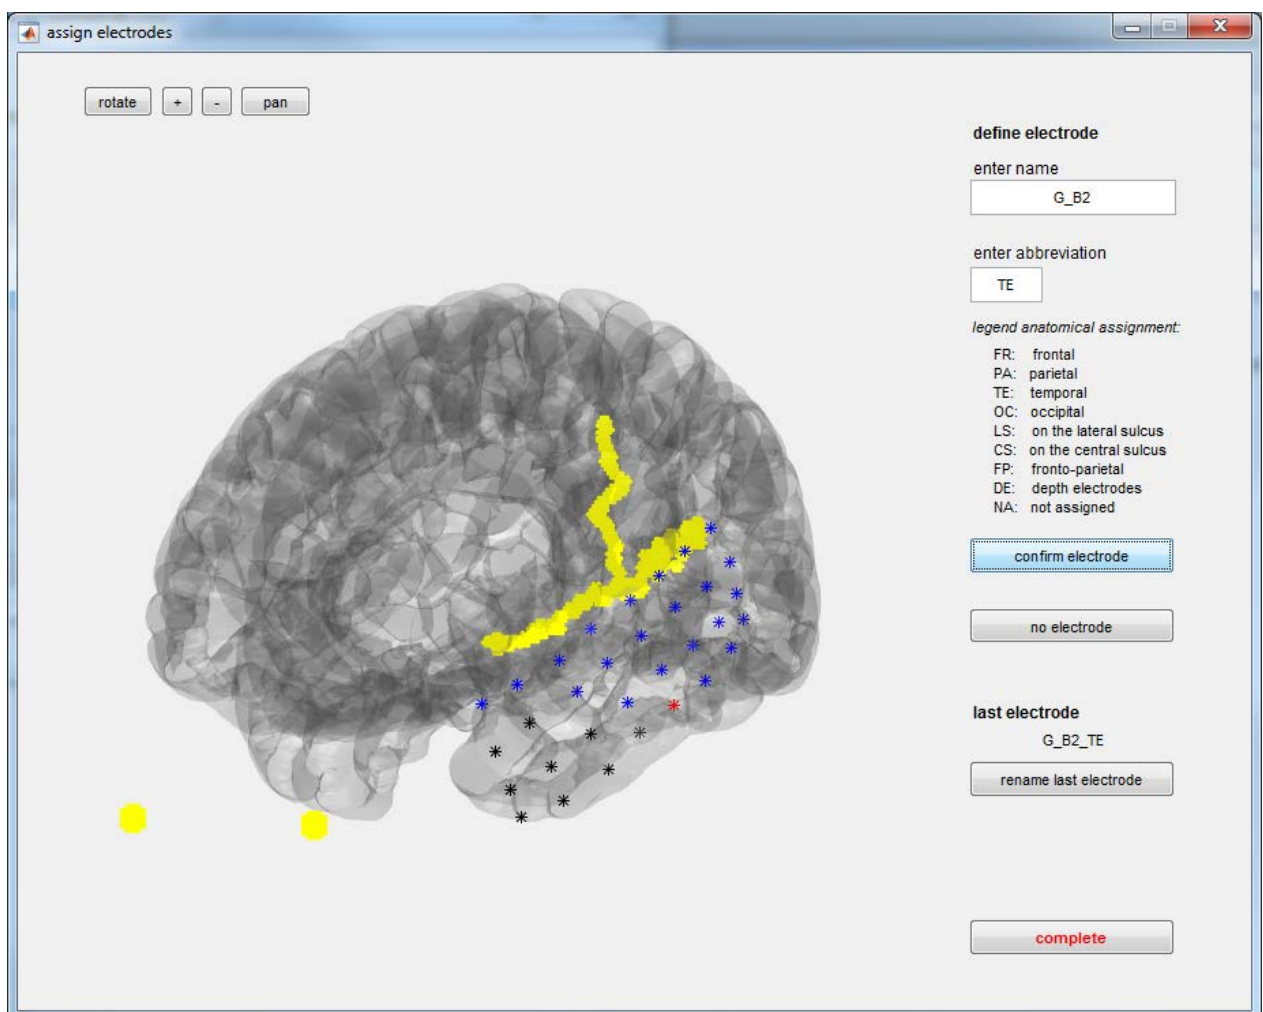 assign electrodes
rotate + - pan
define electrode
enter name
G_B2
enter abbreviation
TE
legend anatomical assignment:
FR: frontal
PA: parietal
TE: temporal
OC: occipital
LS: on the lateral sulcus
CS: on the central sulcus
FP: fronto-parietal
DE: depth electrodes
NA: not assigned
confirm electrode
no electrode
last electrode
G_B2_TE
rename last electrode
complete